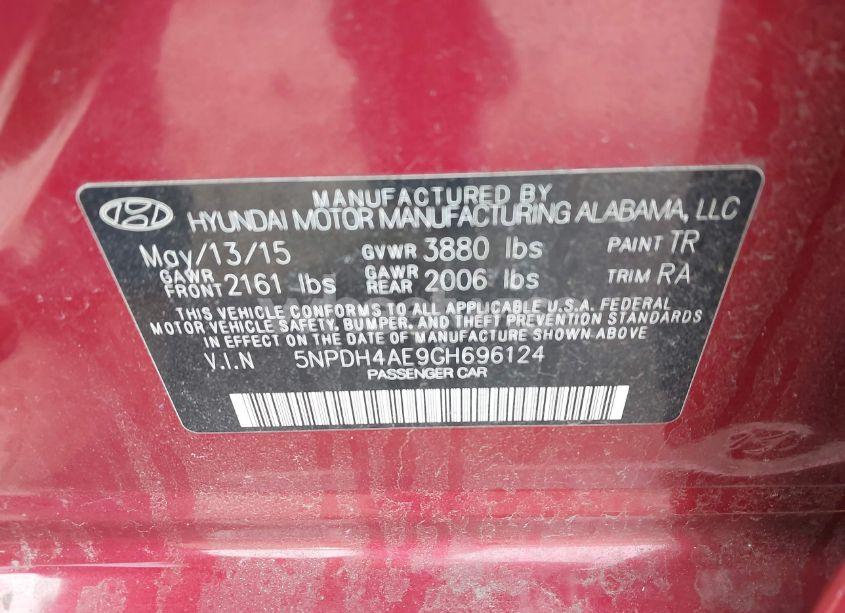 MANUFACTURED BY
HYUNDAI MOTOR MANUFACTURING ALABAMA, LLC
May/13/15 GVWR 3880 lbs PAINT TR
GAWR FRONT 2161 lbs GAWR REAR 2006 lbs TRIM RA
THIS VEHICLE CONFORMS TO ALL APPLICABLE U.S.A. FEDERAL
MOTOR VEHICLE SAFETY, BUMPER, AND THEFT PREVENTION STANDARDS
IN EFFECT ON THE DATE OF MANUFACTURE SHOWN ABOVE
V.I.N 5NPDH4AE9GH696124
PASSENGER CAR